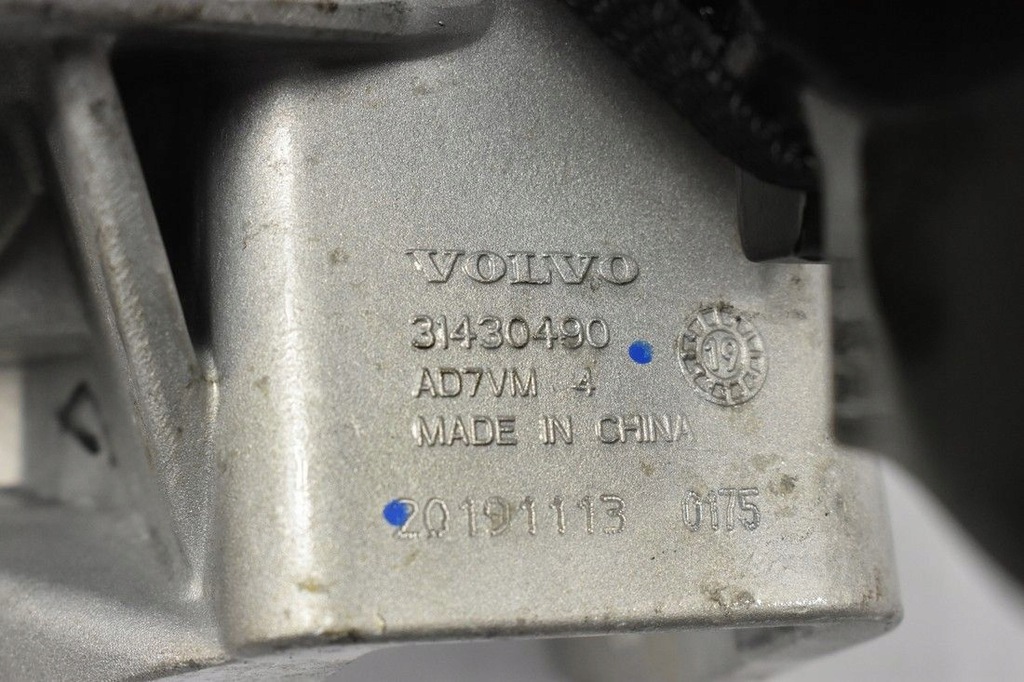 VOLVO
31430490
19
AD7VM 4
MADE IN CHINA
20191113 0175